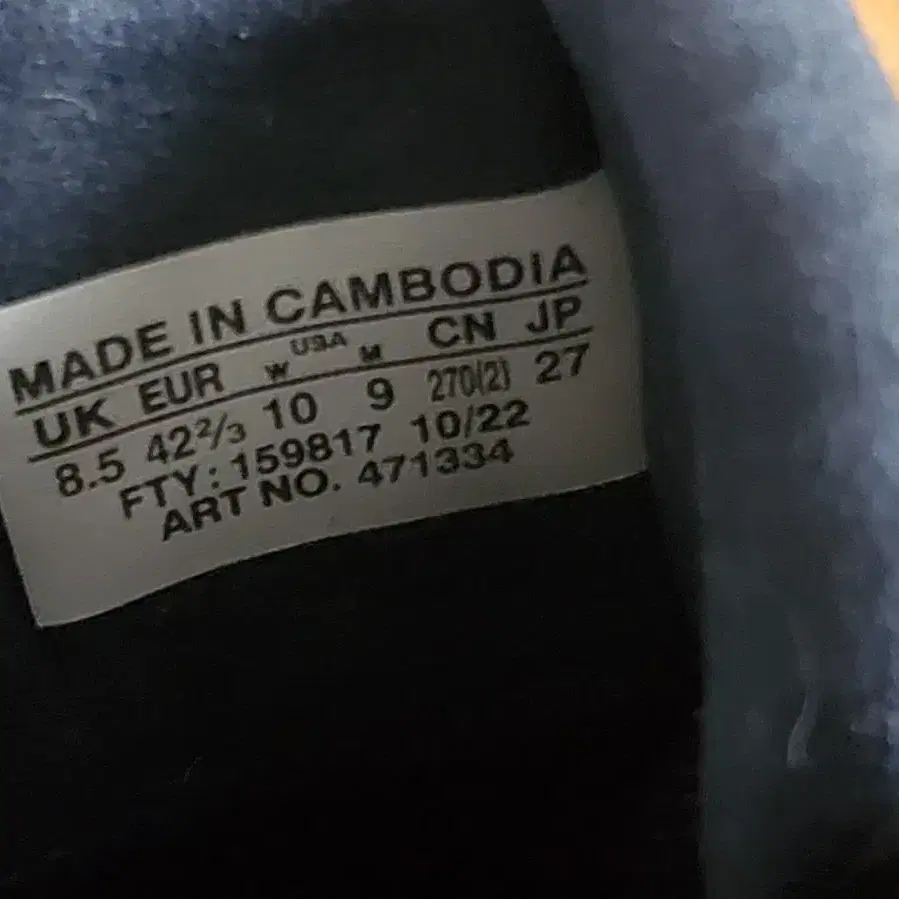 MADE IN CAMBODIA
UK EUR W USA M CN JP
8.5 42⅔ 10 9 270(2) 27
FTY: 159817 10/22
ART NO. 471334